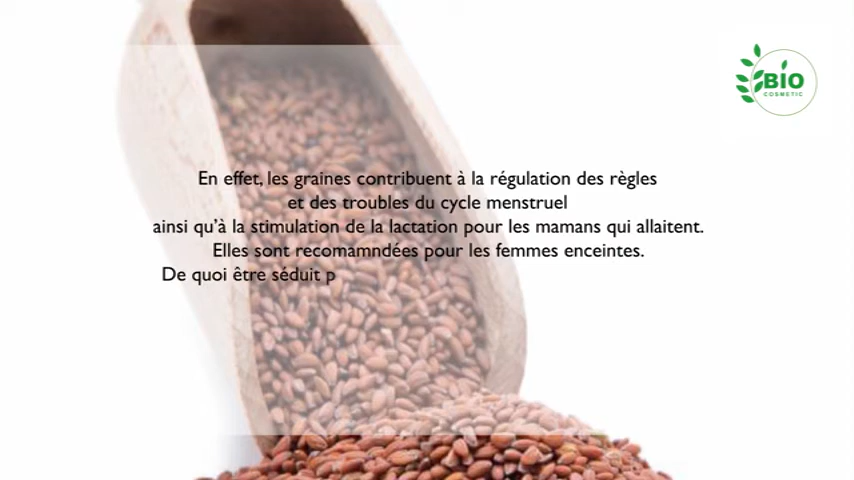 BIO
COSMETIC
En effet, les graines contribuent à la régulation des règles
et des troubles du cycle menstruel
ainsi qu'à la stimulation de la lactation pour les mamans qui allaitent.
Elles sont recomamndées pour les femmes enceintes.
De quoi être séduit p